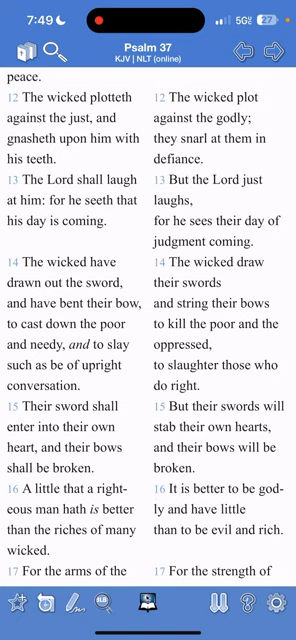 7:49
5G
27
Psalm 37
KJV | NLT (online)
peace.
12 The wicked plotteth
against the just, and
gnasheth upon him with
his teeth.
13 The Lord shall laugh
at him: for he seeth that
his day is coming.
14 The wicked have
drawn out the sword,
and have bent their bow,
to cast down the poor
and needy, and to slay
such as be of upright
conversation.
15 Their sword shall
enter into their own
heart, and their bows
shall be broken.
16 A little that a right-
eous man hath is better
than the riches of many
wicked.
17 For the arms of the
12 The wicked plot
against the godly;
they snarl at them in
defiance.
13 But the Lord just
laughs,
for he sees their day of
judgment coming.
14 The wicked draw
their swords
and string their bows
to kill the poor and the
oppressed,
to slaughter those who
do right.
15 But their swords will
stab their own hearts,
and their bows will be
broken.
16 It is better to be god-
ly and have little
than to be evil and rich.
17 For the strength of
BLB